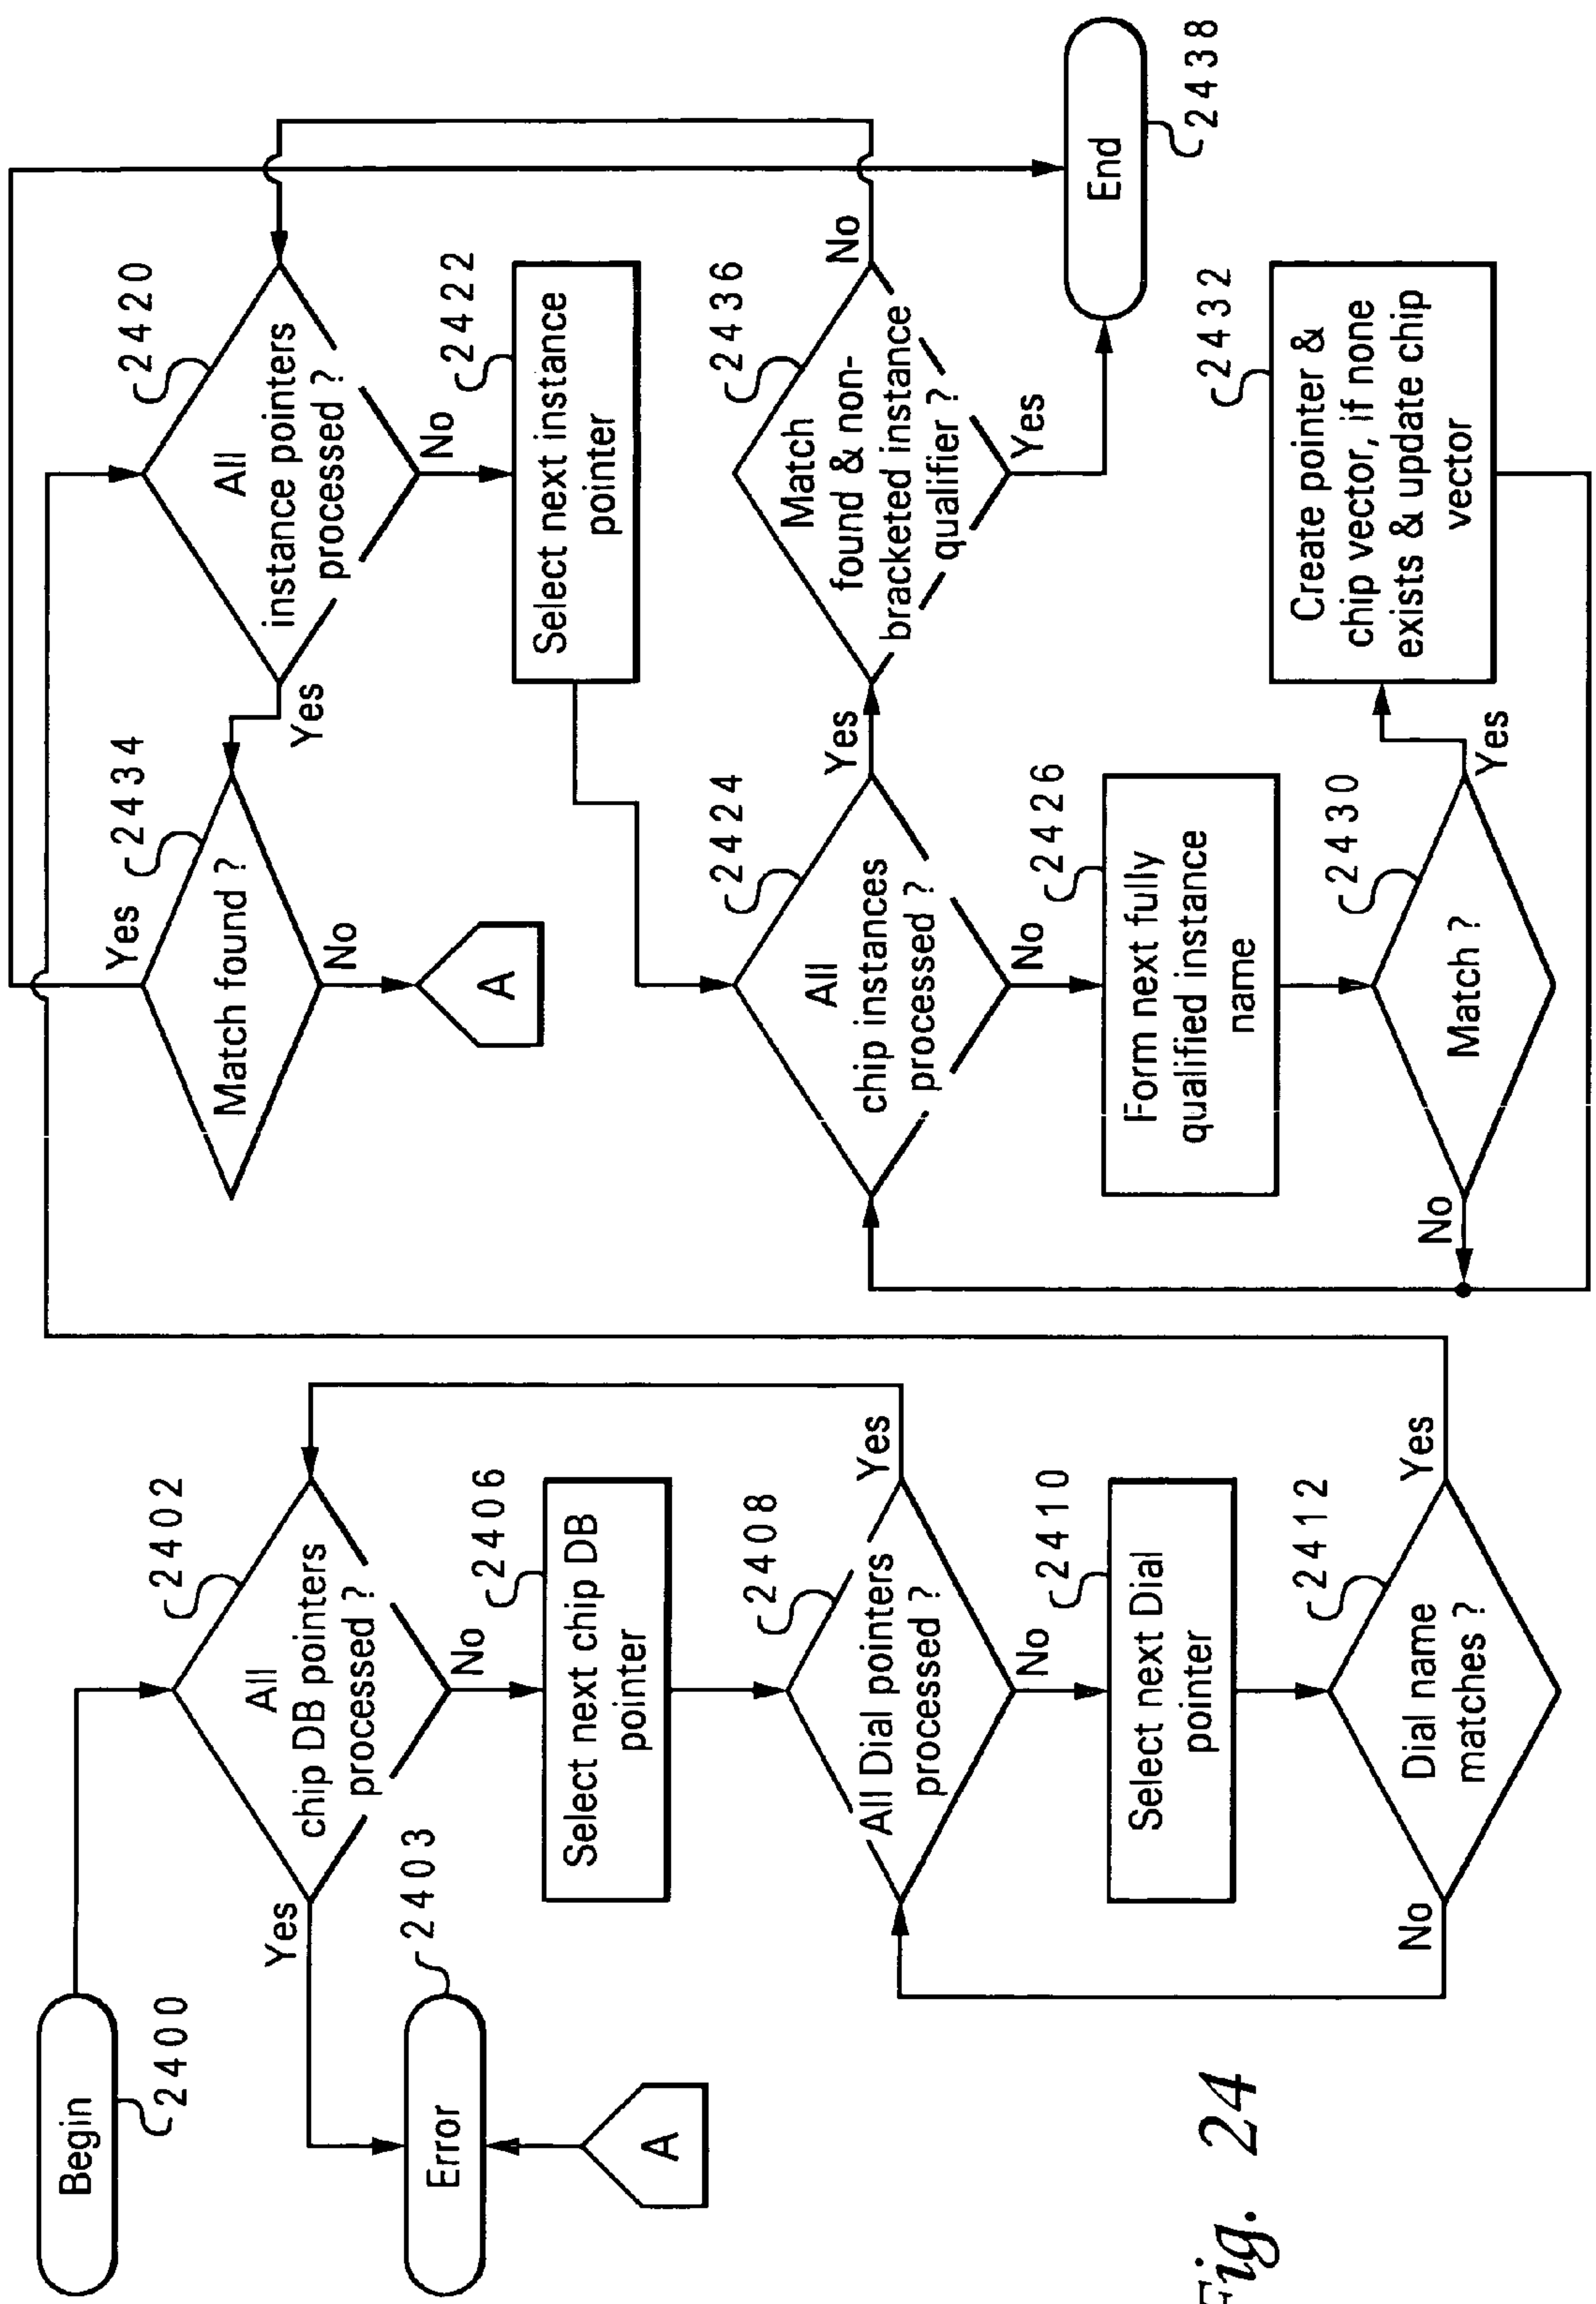 Begin
2400
All
chip DB pointers
processed ?
2402
Yes
No
Error
2403
A
Select next chip DB
pointer
2406
All Dial pointers
processed ?
2408
Yes
No
Select next Dial
pointer
2410
Dial name
matches ?
2412
No
Yes
Match found ?
2434
Yes
No
A
All
instance pointers
processed ?
2420
Yes
No
Select next instance
pointer
2422
All
chip instances
processed ?
2424
Yes
No
Match
found & non-
bracketed instance
qualifier ?
2436
No
Yes
Form next fully
qualified instance
name
2426
Match ?
2430
No
Yes
Create pointer &
chip vector, if none
exists & update chip
vector
2432
End
2438
Fig. 24